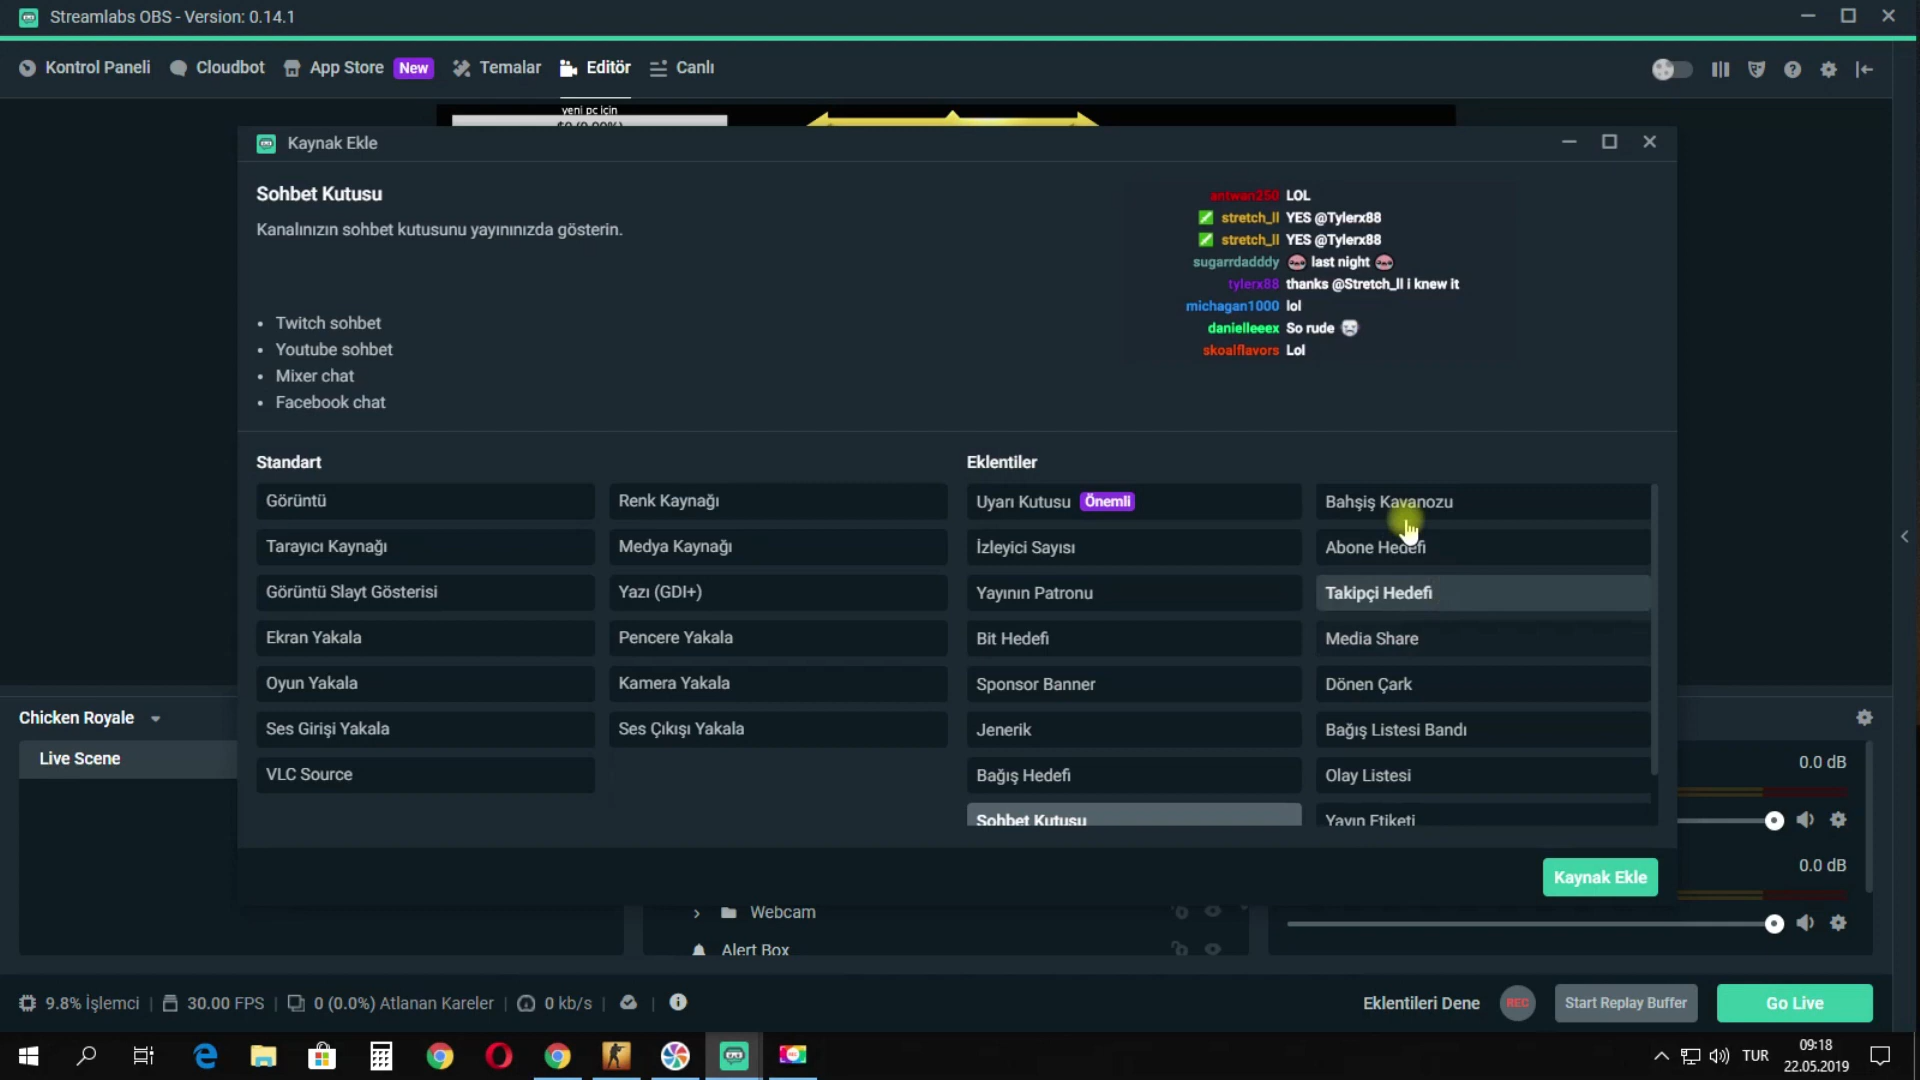 Streamlabs OBS - Version: 0.14.1
Kontrol Paneli
Cloudbot
App Store New
Temalar
Editör
Canlı
yeni pc için
Kaynak Ekle
Sohbet Kutusu
Kanalınızın sohbet kutusunu yayınınızda gösterin.
• Twitch sohbet
• Youtube sohbet
• Mixer chat
• Facebook chat
antwan250 LOL
stretch_ll YES @Tylerx88
stretch_ll YES @Tylerx88
sugarrdadddy last night
tylerx88 thanks @Stretch_ll i knew it
michagan1000 lol
danielleeex So rude
skoalflavors Lol
Standart
Görüntü
Renk Kaynağı
Tarayıcı Kaynağı
Medya Kaynağı
Görüntü Slayt Gösterisi
Yazı (GDI+)
Ekran Yakala
Pencere Yakala
Oyun Yakala
Kamera Yakala
Ses Girişi Yakala
Ses Çıkışı Yakala
VLC Source
Eklentiler
Uyarı Kutusu Önemli
Bahşiş Kavanozu
İzleyici Sayısı
Abone Hedefi
Yayının Patronu
Takipçi Hedefi
Bit Hedefi
Media Share
Sponsor Banner
Dönen Çark
Jenerik
Bağış Listesi Bandı
Bağış Hedefi
Olay Listesi
Sohbet Kutusu
Yayın Etiketi
Kaynak Ekle
Chicken Royale
Live Scene
Webcam
Alert Box
0.0 dB
0.0 dB
9.8% İşlemci
30.00 FPS
0 (0.0%) Atlanan Kareler
0 kb/s
Eklentileri Dene
REC
Start Replay Buffer
Go Live
TUR
09:18
22.05.2019